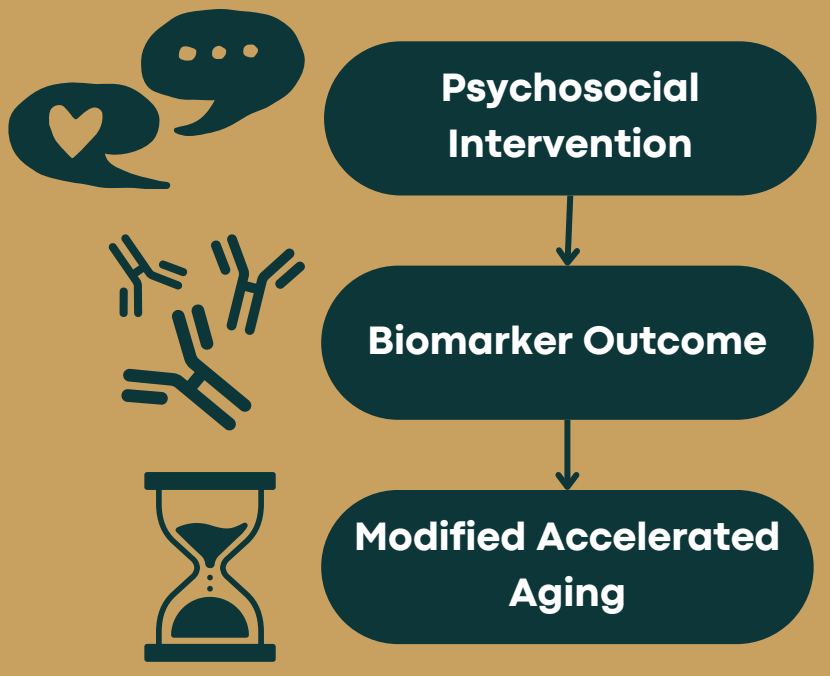 Psychosocial
Intervention
Biomarker Outcome
Modified Accelerated
Aging